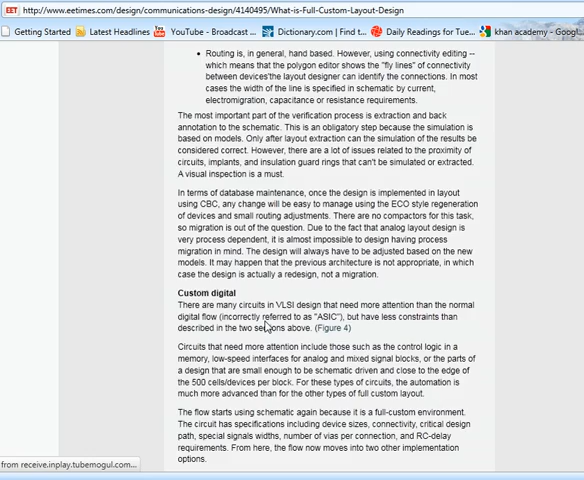 EET http://www.eetimes.com/design/communications-design/4140495/What-is-Full-Custom-Layout-Design
Getting Started Latest Headlines YouTube - Broadcast ... Dictionary.com | Find t... Daily Readings for Tue... khan academy - Googl...
• Routing is, in general, hand based. However, using connectivity editing --
which means that the polygon editor shows the "fly lines" of connectivity
between devices'the layout designer can identify the connections. In most
cases the width of the line is specified in schematic by current,
electromigration, capacitance or resistance requirements.
The most important part of the verification process is extraction and back
annotation to the schematic. This is an obligatory step because the simulation is
based on models. Only after layout extraction can the simulation of the results be
considered correct. However, there are a lot of issues related to the proximity of
circuits, implants, and insulation guard rings that can't be simulated or extracted.
A visual inspection is a must.
In terms of database maintenance, once the design is implemented in layout
using CBC, any change will be easy to manage using the ECO style regeneration
of devices and small routing adjustments. There are no compactors for this task,
so migration is out of the question. Due to the fact that analog layout design is
very process dependent, it is almost impossible to design having process
migration in mind. The design will always have to be adjusted based on the new
models. It may happen that the previous architecture is not appropriate, in which
case the design is actually a redesign, not a migration.
Custom digital
There are many circuits in VLSI design that need more attention than the normal
digital flow (incorrectly referred to as "ASIC"), but have less constraints than
described in the two sections above. (Figure 4)
Circuits that need more attention include those such as the control logic in a
memory, low-speed interfaces for analog and mixed signal blocks, or the parts of
a design that are small enough to be schematic driven and close to the edge of
the 500 cells/devices per block. For these types of circuits, the automation is
much more advanced than for the other types of full custom layout.
The flow starts using schematic again because it is a full-custom environment.
The circuit has specifications including device sizes, connectivity, critical design
path, special signals widths, number of vias per connection, and RC-delay
requirements. From here, the flow now moves into two other implementation
options.
from receive.inplay.tubemogul.com...